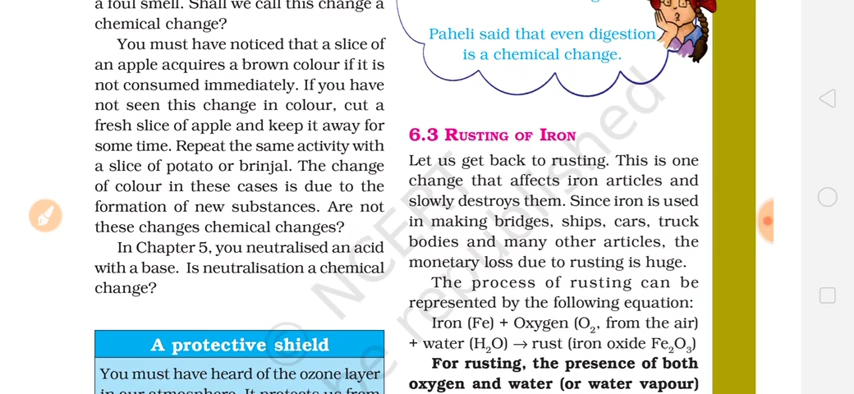 a foul smell. Shall we call this change a
chemical change?
You must have noticed that a slice of
an apple acquires a brown colour if it is
not consumed immediately. If you have
not seen this change in colour, cut a
fresh slice of apple and keep it away for
some time. Repeat the same activity with
a slice of potato or brinjal. The change
of colour in these cases is due to the
formation of new substances. Are not
these changes chemical changes?
In Chapter 5, you neutralised an acid
with a base. Is neutralisation a chemical
change?
A protective shield
You must have heard of the ozone layer
in our atmosphere. It protects us from
Paheli said that even digestion
is a chemical change.
6.3 RUSTING OF IRON
Let us get back to rusting. This is one
change that affects iron articles and
slowly destroys them. Since iron is used
in making bridges, ships, cars, truck
bodies and many other articles, the
monetary loss due to rusting is huge.
The process of rusting can be
represented by the following equation:
Iron (Fe) + Oxygen (O₂, from the air)
+ water (H₂O) → rust (iron oxide Fe₂O₃)
For rusting, the presence of both
oxygen and water (or water vapour)
© NCERT
be republished